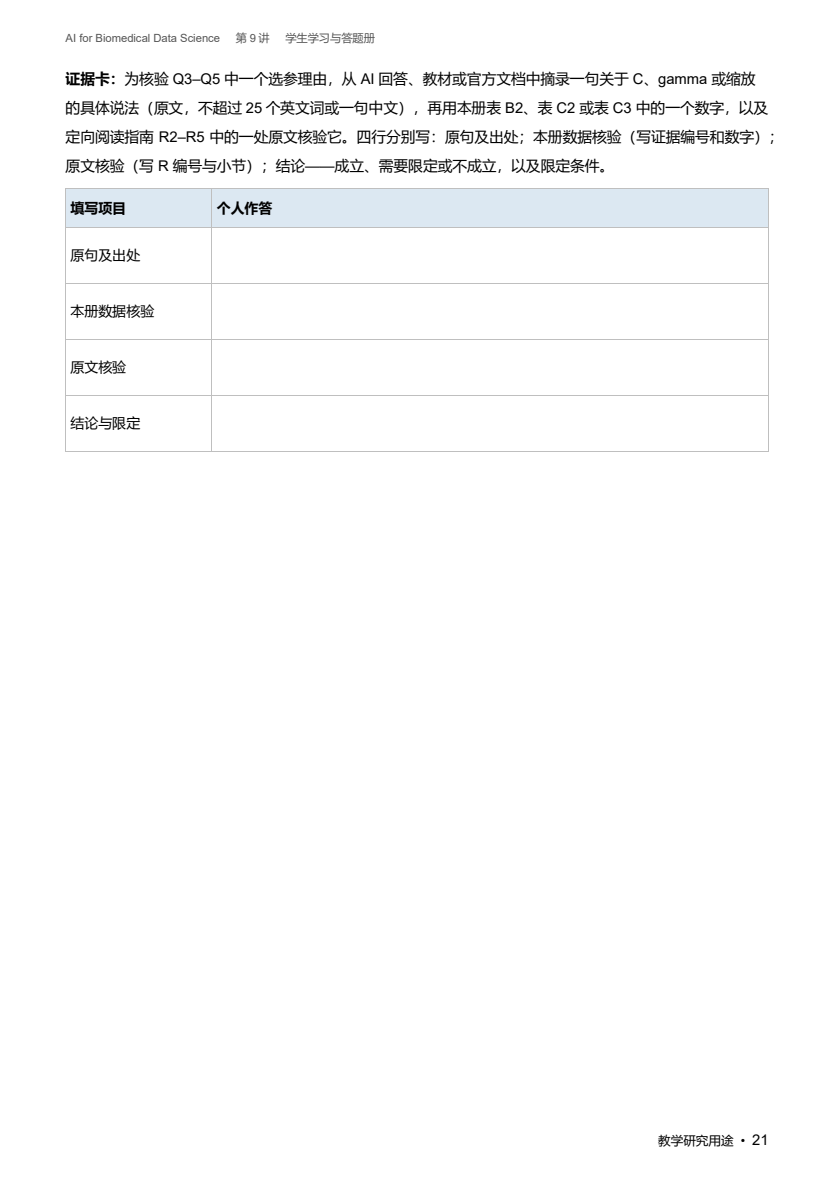 AI for Biomedical Data Science 第 9 讲 学生学习与答题册
证据卡：为核验 Q3–Q5 中一个选参理由，从 AI 回答、教材或官方文档中摘录一句关于 C、gamma 或缩放
的具体说法（原文，不超过 25 个英文词或一句中文），再用本册表 B2、表 C2 或表 C3 中的一个数字，以及
定向阅读指南 R2–R5 中的一处原文核验它。四行分别写：原句及出处；本册数据核验（写证据编号和数字）；
原文核验（写 R 编号与小节）；结论——成立、需要限定或不成立，以及限定条件。
填写项目 个人作答
原句及出处
本册数据核验
原文核验
结论与限定
教学研究用途 • 21